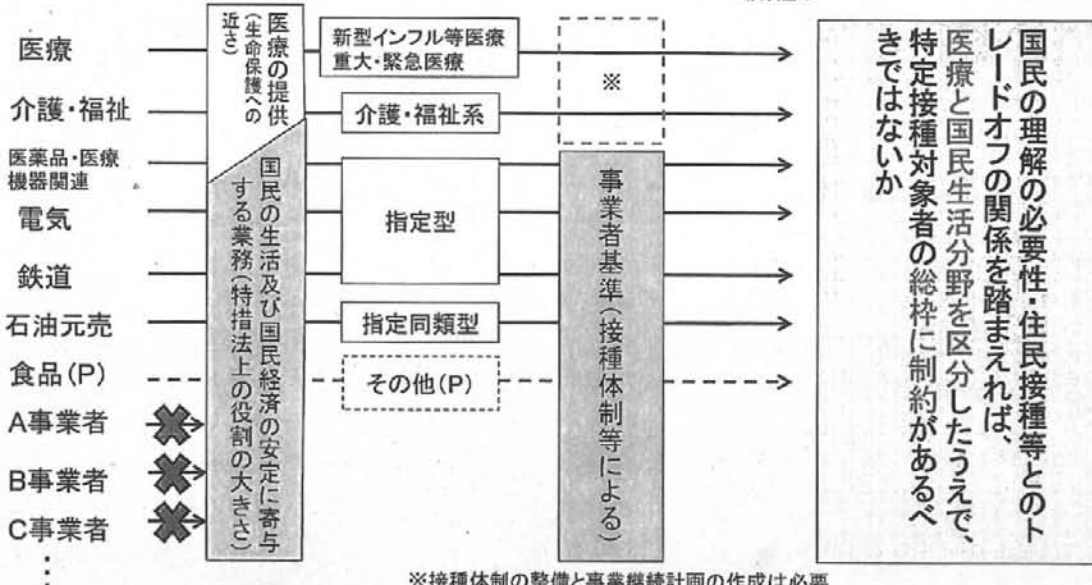 医療
介護・福祉
医薬品・医療
機器関連
電気
鉄道
石油元売
食品(P)
A事業者
B事業者
C事業者
医療の提供
(生命保護への
近さ)
国民の生活及び国民経済の安定に寄与
する業務(特措法上の役割の大きさ)
新型インフル等医療
重大・緊急医療
介護・福祉系
指定型
指定同類型
その他(P)
※
事業者基準(接種体制等による)
国民の理解の必要性・住民接種等とのト
レードオフの関係を踏まえれば、
医療と国民生活分野を区分したうえで、
特定接種対象者の総枠に制約があるべ
きではないか
※接種体制の整備と事業継続計画の作成は必要